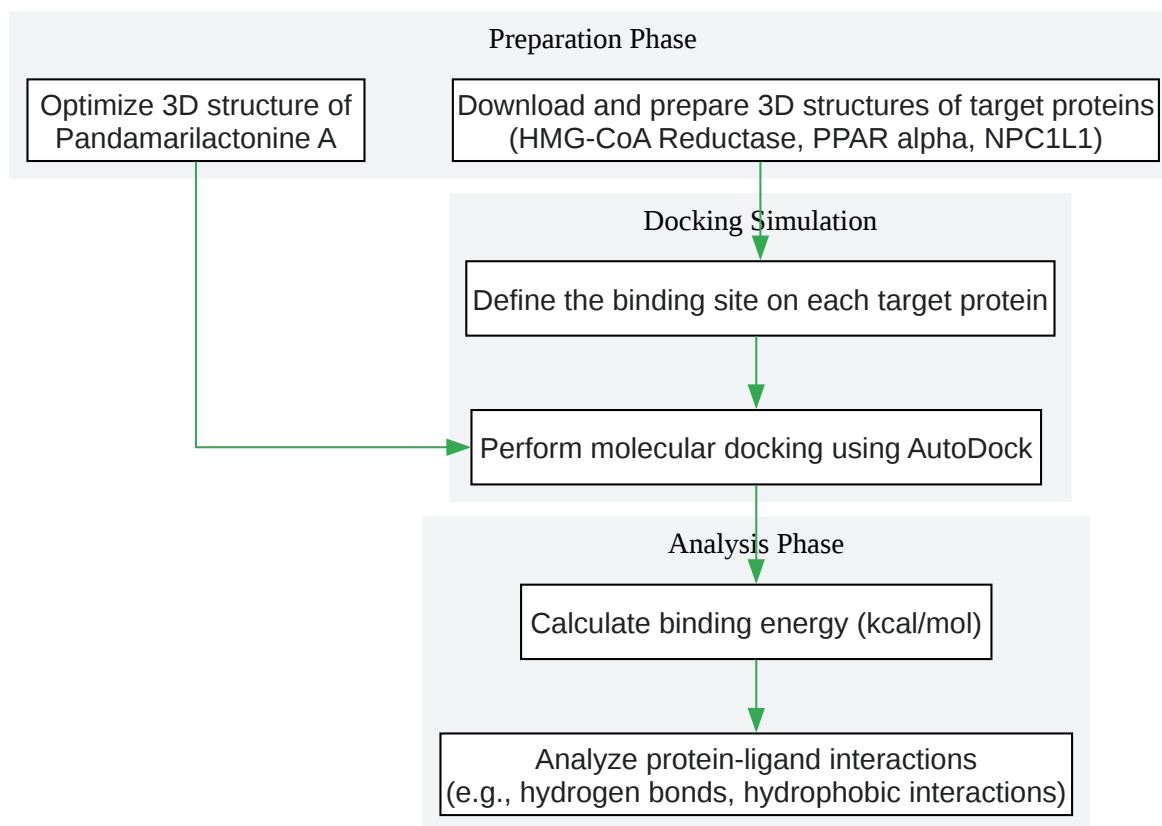 Preparation Phase
Optimize 3D structure of
Pandamarilactonine A
Download and prepare 3D structures of target proteins
(HMG-CoA Reductase, PPAR alpha, NPC1L1)
Docking Simulation
Define the binding site on each target protein
Perform molecular docking using AutoDock
Analysis Phase
Calculate binding energy (kcal/mol)
Analyze protein-ligand interactions
(e.g., hydrogen bonds, hydrophobic interactions)